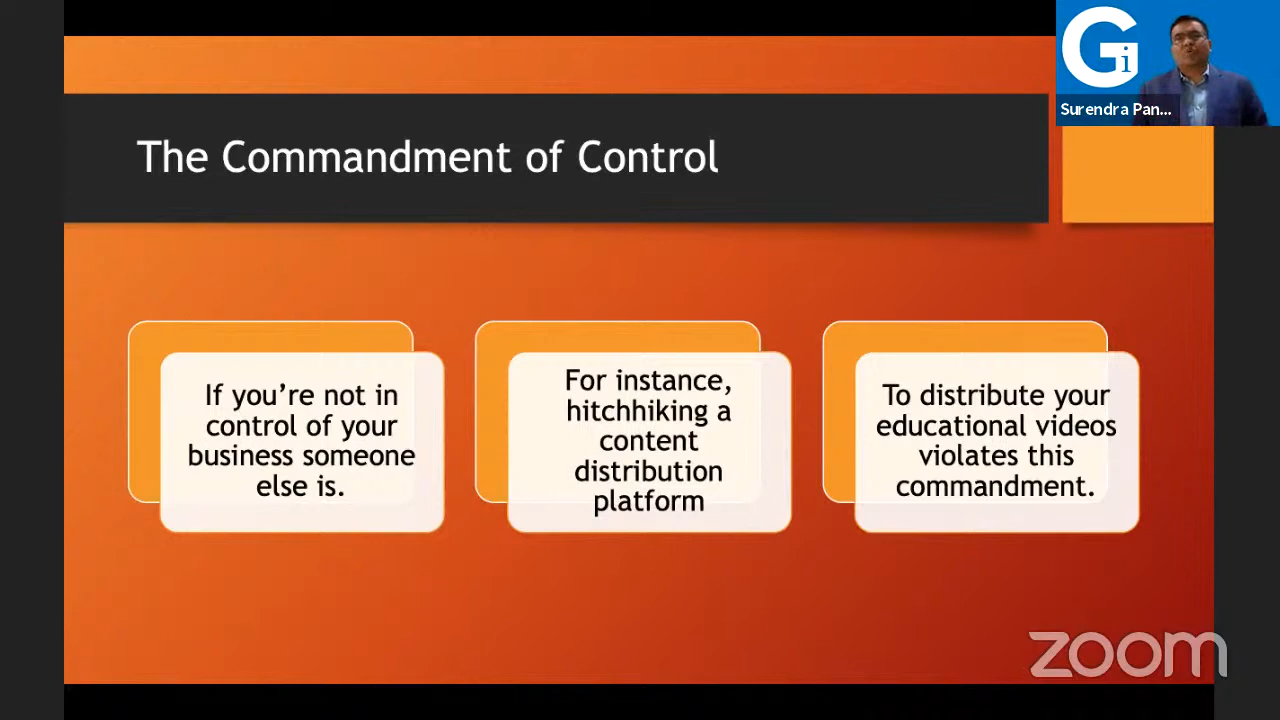 Gi
Surendra Pan...
The Commandment of Control
If you’re not in
control of your
business someone
else is.
For instance,
hitchhiking a
content
distribution
platform
To distribute your
educational videos
violates this
commandment.
zoom